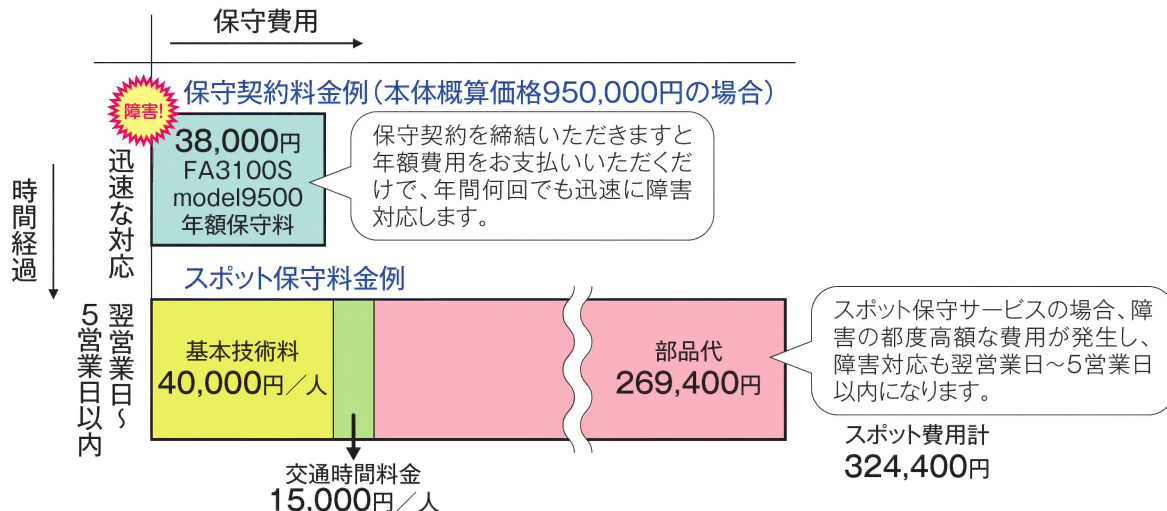 保守費用
保守契約料金例（本体概算価格950,000円の場合）
障害!
38,000円
FA3100S
model9500
年額保守料
保守契約を締結いただきますと
年額費用をお支払いいただくだ
けで、年間何回でも迅速に障害
対応します。
時間経過
迅速な対応
スポット保守料金例
翌営業日～
5営業日以内
基本技術料
40,000円／人
部品代
269,400円
スポット保守サービスの場合、障
害の都度高額な費用が発生し、
障害対応も翌営業日～5営業日
以内になります。
交通時間料金
15,000円／人
スポット費用計
324,400円